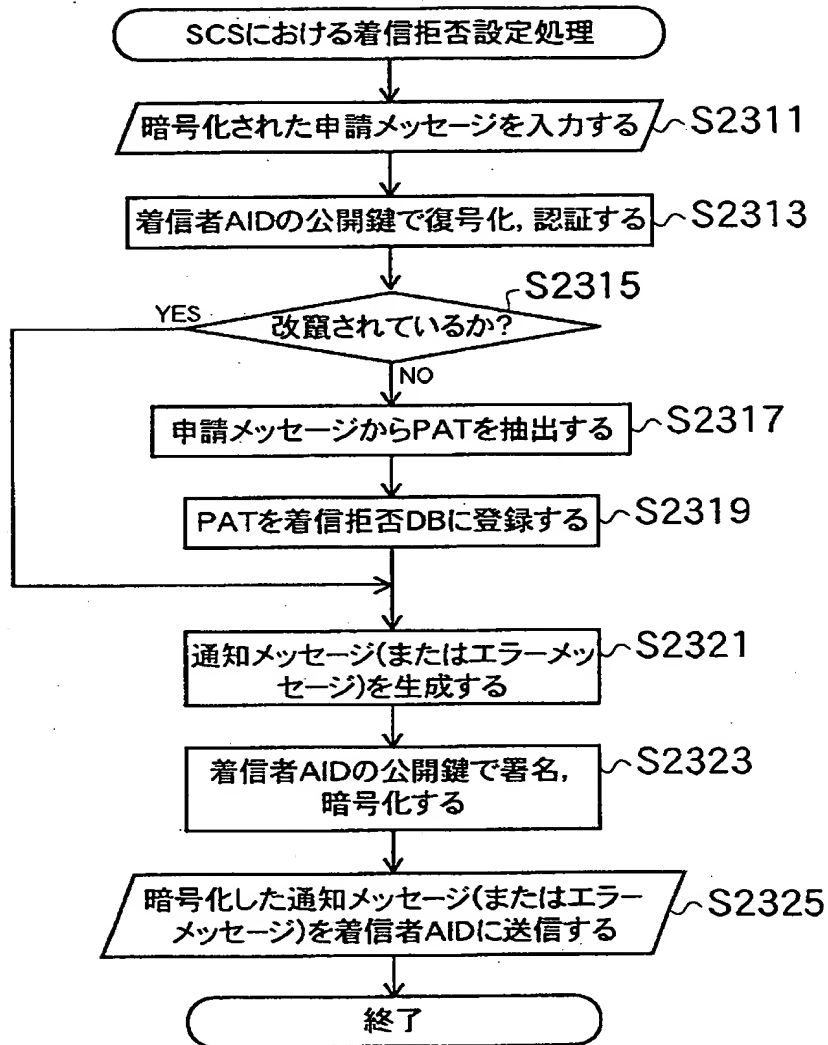 SCSにおける着信拒否設定処理
暗号化された申請メッセージを入力する
S2311
着信者AIDの公開鍵で復号化,認証する
S2313
S2315
改竄されているか?
YES
NO
申請メッセージからPATを抽出する
S2317
PATを着信拒否DBに登録する
S2319
通知メッセージ(またはエラーメッ
セージ)を生成する
S2321
着信者AIDの公開鍵で署名,
暗号化する
S2323
暗号化した通知メッセージ(またはエラー
メッセージ)を着信者AIDに送信する
S2325
終了